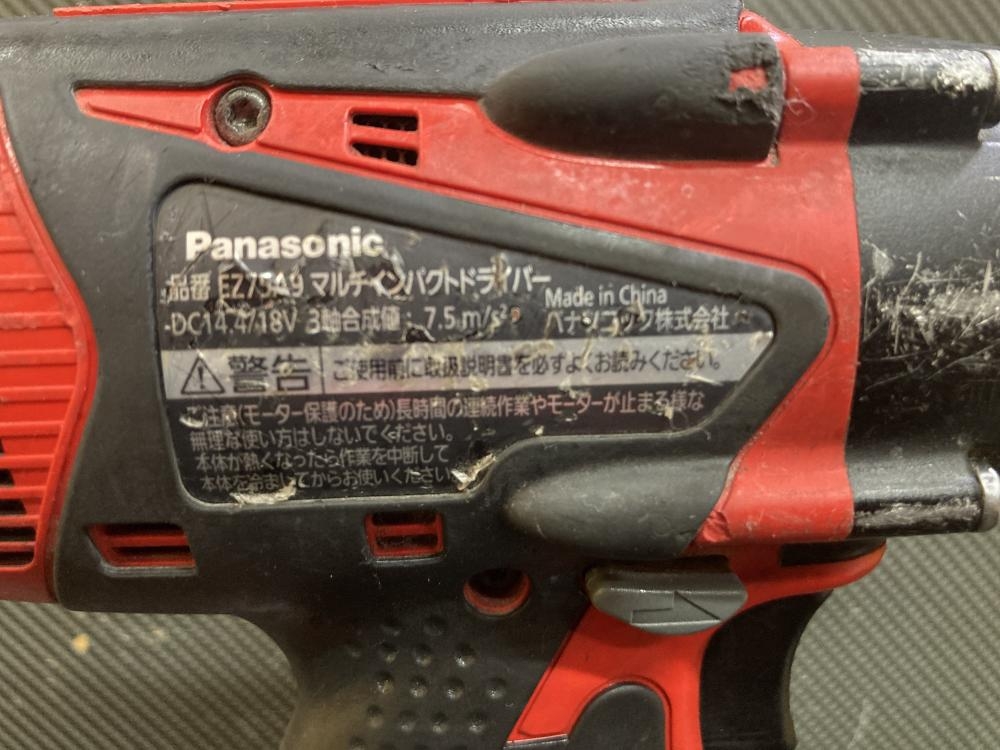 Panasonic
品番 EZ75A9 マルチインパクトドライバー
DC14.4/18V 3軸合成値: 7.5m/s²
Made in China
パナソニック株式会社
警告 ご使用前に取扱説明書を必ずよくお読みください。
ご注意(モーター保護のため)長時間の連続作業やモーターが止まる様な
無理な使い方はしないでください。
本体が熱くなったら作業を中断して
本体を冷ましてからお使いください